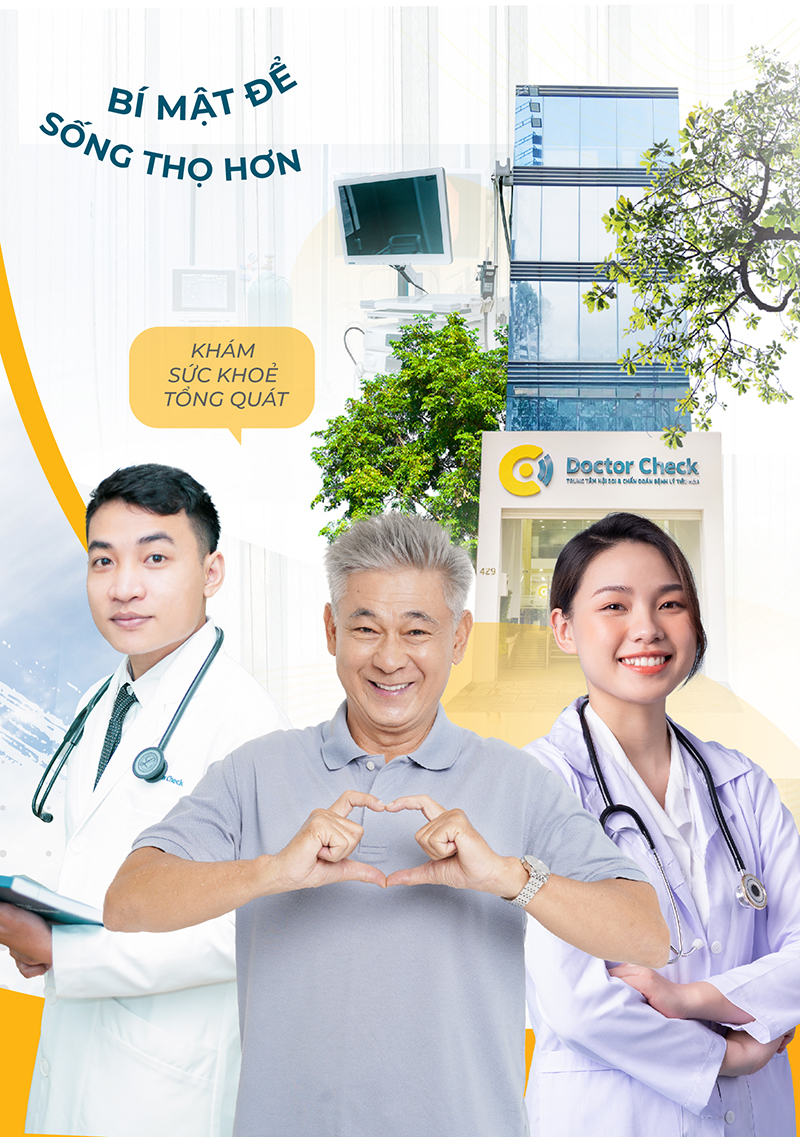 BÍ MẬT ĐỂ
SỐNG THỌ HƠN
KHÁM
SỨC KHOẺ
TỔNG QUÁT
Doctor Check
TRUNG TÂM NỘI SOI & CHẨN ĐOÁN BỆNH LÝ TIÊU HÓA
429
Check